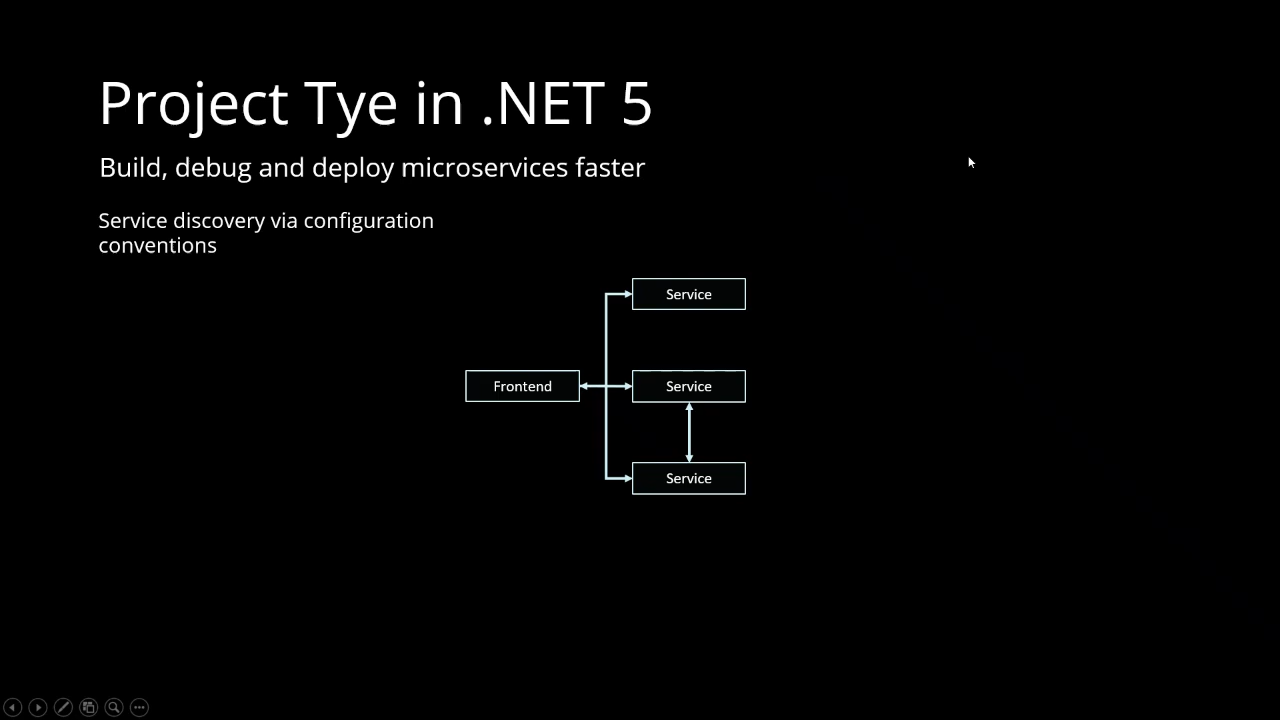 Project Tye in .NET 5
Build, debug and deploy microservices faster
Service discovery via configuration
conventions
Service
Frontend
Service
Service